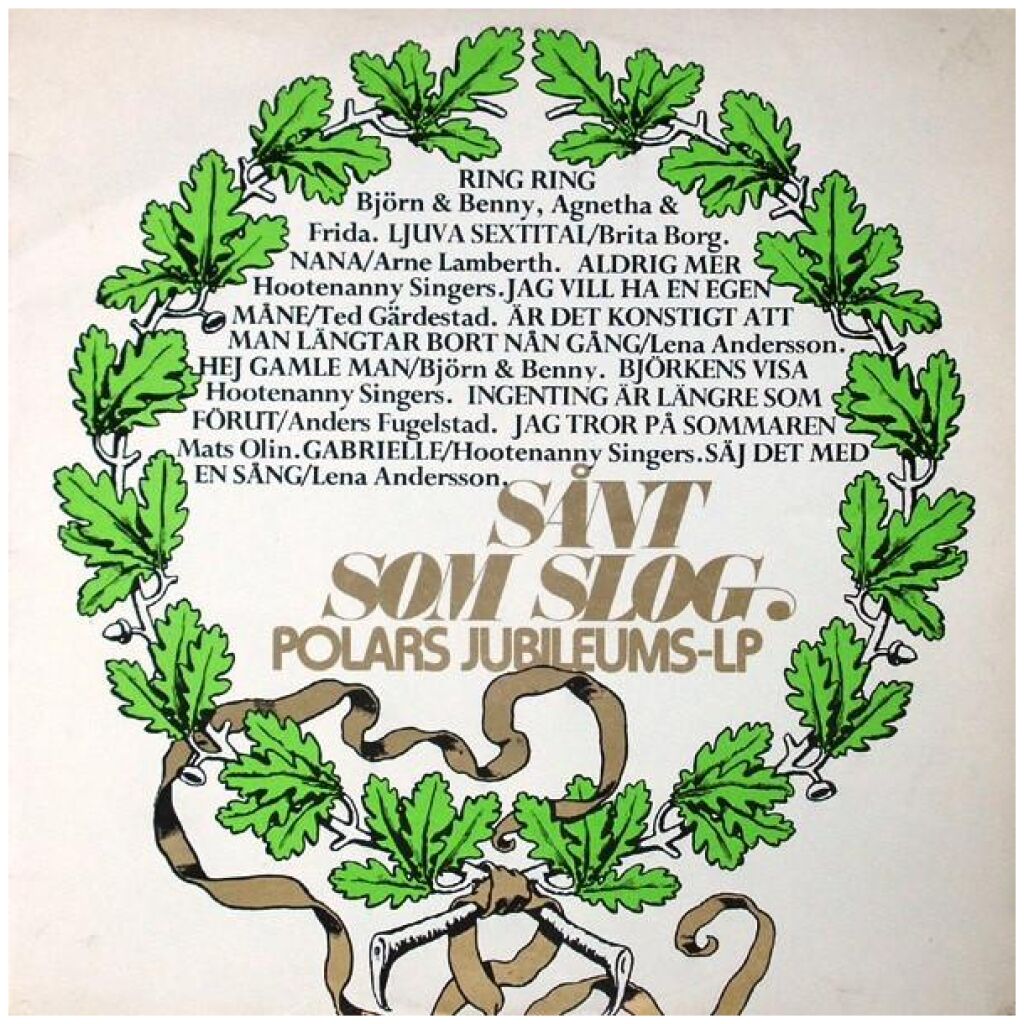 RING RING
Björn & Benny, Agnetha &
Frida. LJUVA SEXTITAL/Brita Borg.
NANA/Arne Lamberth. ALDRIG MER
Hootenanny Singers.JAG VILL HA EN EGEN
MÅNE/Ted Gärdestad. ÄR DET KONSTIGT ATT
MAN LÄNGTAR BORT NÅN GÅNG/Lena Andersson.
HEJ GAMLE MAN/Björn & Benny. BJÖRKENS VISA
Hootenanny Singers. INGENTING ÄR LÄNGRE SOM
FÖRUT/Anders Fugelstad. JAG TROR PÅ SOMMAREN
Mats Olin.GABRIELLE/Hootenanny Singers.SÄJ DET MED
EN SÅNG/Lena Andersson.
SÅNT
SOM SLOG.
POLARS JUBILEUMS-LP